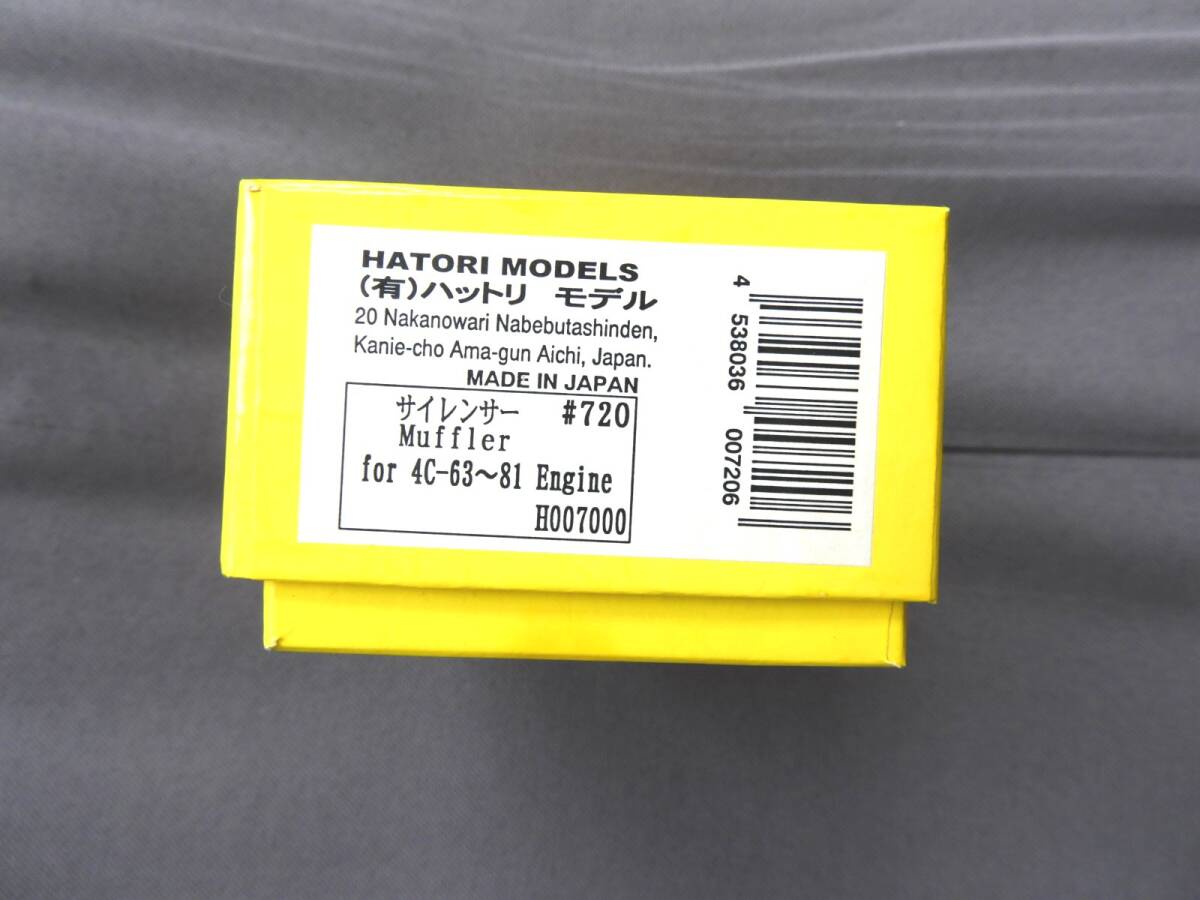 HATORI MODELS
(有)ハットリ　モデル
20 Nakanowari Nabebutashinden,
Kanie-cho Ama-gun Aichi, Japan.
MADE IN JAPAN
サイレンサー #720
Muffler
for 4C-63～81 Engine
H007000
4 538036 007206